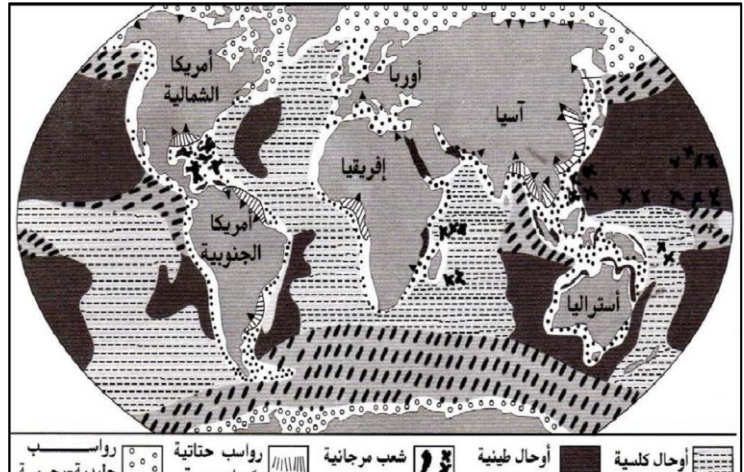 أمريكا
الشمالية
أوربا
آسيا
إفريقيا
أمريكا
الجنوبية
أستراليا
أوحال كلسية
أوحال طينية
شعب مرجانية
رواسب حتاتية
رواسب